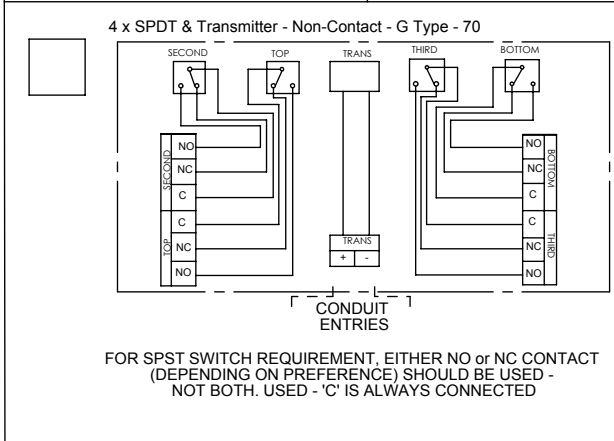 4 x SPDT & Transmitter - Non-Contact - G Type - 70
SECOND TOP TRANS THIRD BOTTOM
SECOND
NO
NC
C
TOP
C
NC
NO
TRANS
+ -
BOTTOM
NO
NC
C
THIRD
C
NC
NO
CONDUIT
ENTRIES
FOR SPST SWITCH REQUIREMENT, EITHER NO or NC CONTACT
(DEPENDING ON PREFERENCE) SHOULD BE USED -
NOT BOTH. USED - 'C' IS ALWAYS CONNECTED